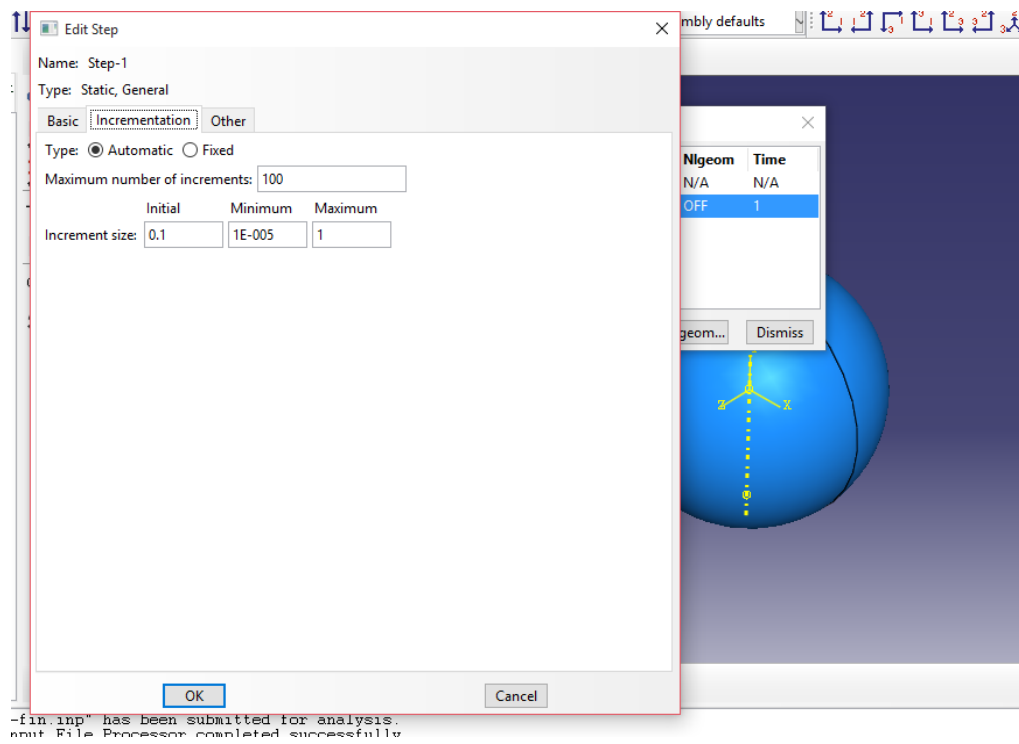 Edit Step
mbly defaults
Name: Step-1
Type: Static, General
Basic Incrementation Other
Type: Automatic Fixed
Maximum number of increments: 100
Initial Minimum Maximum
Increment size: 0.1 1E-005 1
Nlgeom Time
N/A N/A
OFF 1
geom... Dismiss
Z X
OK Cancel
-fin.inp" has been submitted for analysis.
nput File Processor completed successfully